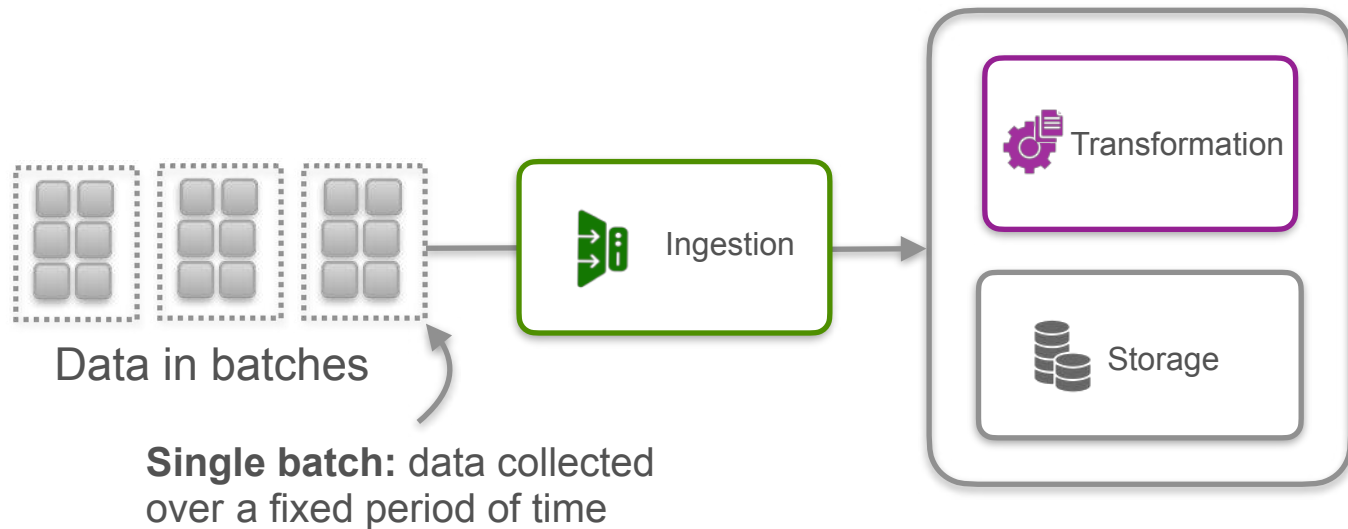 Transformation
Ingestion
Storage
Data in batches
Single batch: data collected
over a fixed period of time